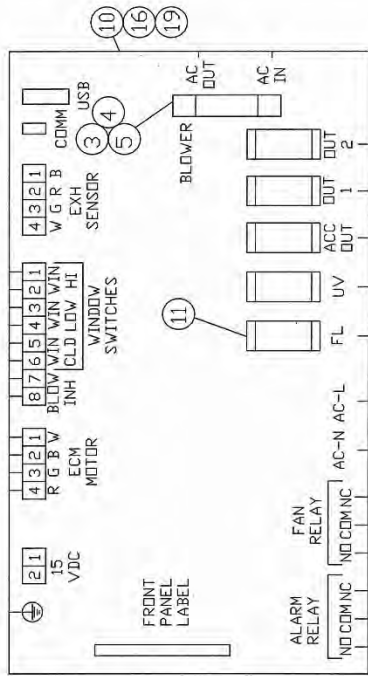 10 16 19
COMM
USB
3 4 5
BLOWER
AC OUT
AC IN
4 3 2 1
W G R B
EXH SENSOR
8 7 6 5 4 3 2 1
BLOW WIN WIN WIN
INH CLD LOW HI
WINDOW SWITCHES
4 3 2 1
R G B W
ECM MOTOR
2 1
15 VDC
11
FL
UV
ACC OUT
OUT 1
OUT 2
FRONT PANEL LABEL
AC-N AC-L
FAN RELAY
NO COM NC
ALARM RELAY
NO COM NC